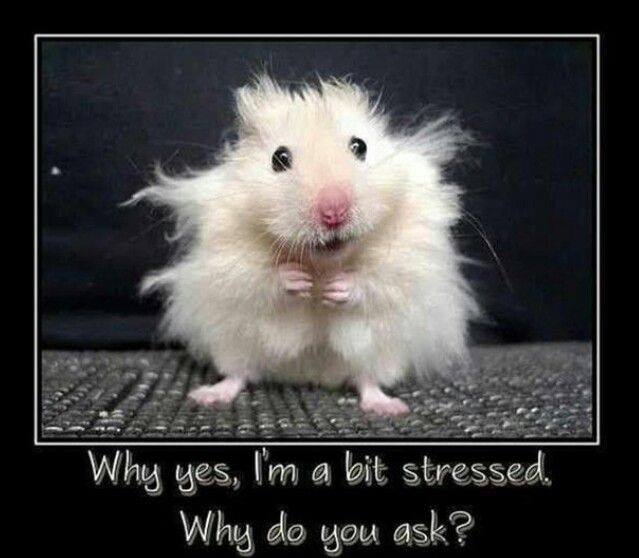 Why yes, I'm a bit stressed.
Why do you ask?